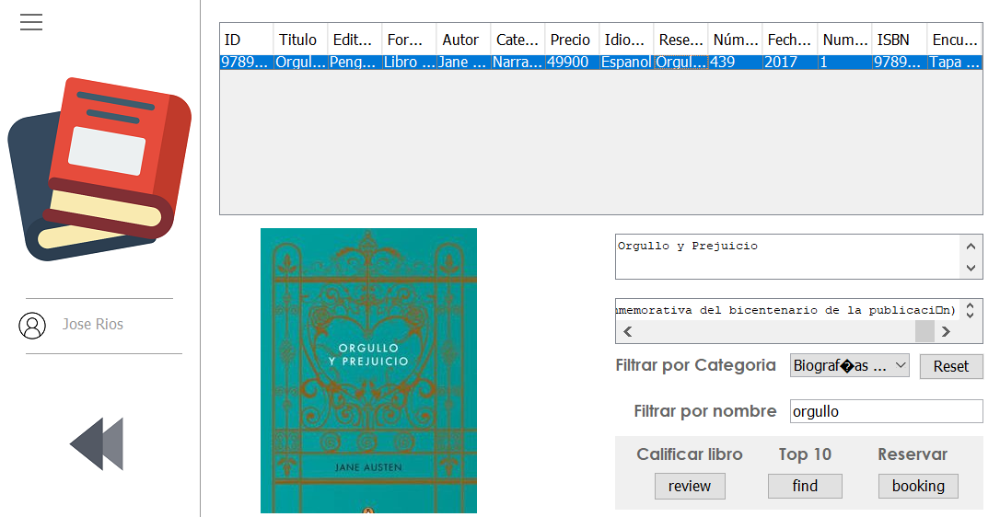 ID Titulo Edit... For... Autor Cate... Precio Idio... Rese... Núm... Fech... Num... ISBN Encu...
9789... Orgul... Peng... Libro ... Jane ... Narra... 49900 Espanol Orgul... 439 2017 1 9789... Tapa ...
Orgullo y Prejuicio
nmemorativa del bicentenario de la publicaci�n)
Jose Rios
ORGULLO
Y PREJUICIO
JANE AUSTEN
Filtrar por Categoria Biograf�as ... Reset
Filtrar por nombre orgullo
Calificar libro Top 10 Reservar
review find booking